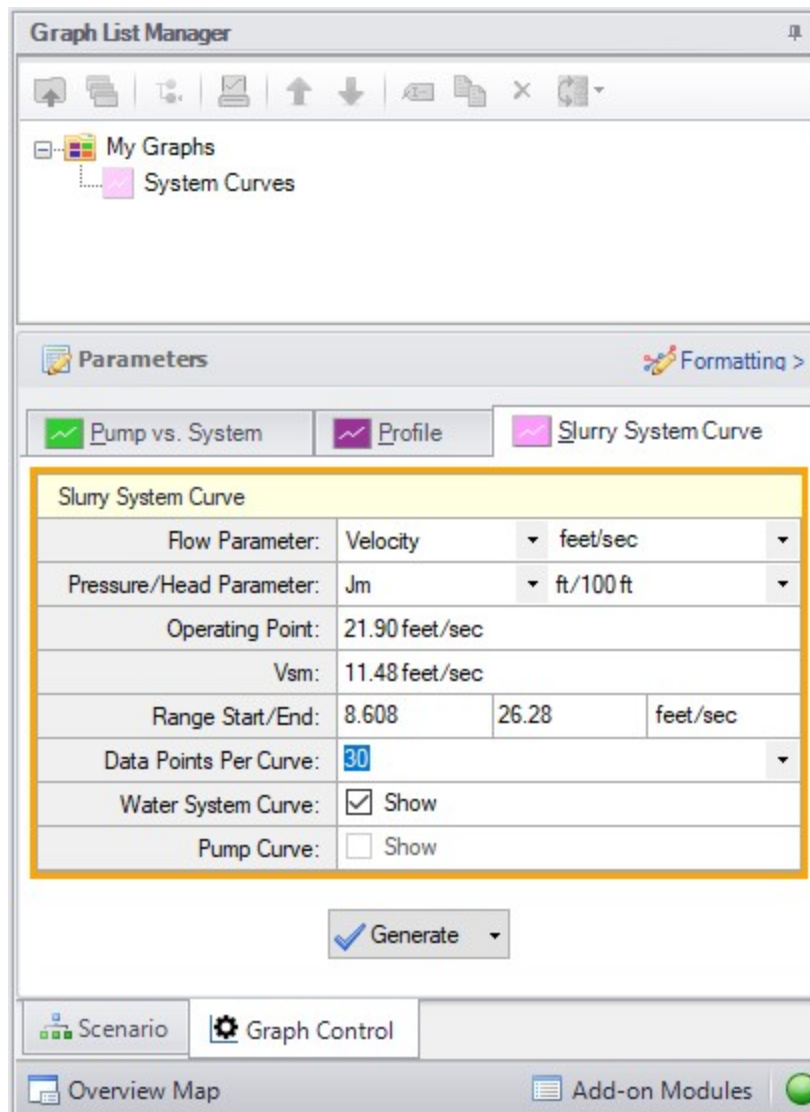 Graph List Manager
My Graphs
System Curves
Parameters Formatting >
Pump vs. System Profile Slurry System Curve
Slurry System Curve
Flow Parameter: Velocity feet/sec
Pressure/Head Parameter: Jm ft/100 ft
Operating Point: 21.90 feet/sec
Vsm: 11.48 feet/sec
Range Start/End: 8.608 26.28 feet/sec
Data Points Per Curve: 30
Water System Curve: Show
Pump Curve: Show
Generate
Scenario Graph Control
Overview Map Add-on Modules